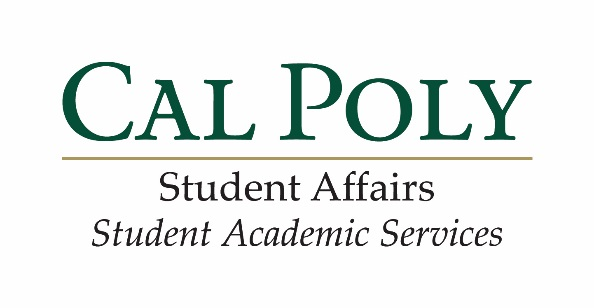 CAL POLY
Student Affairs
Student Academic Services